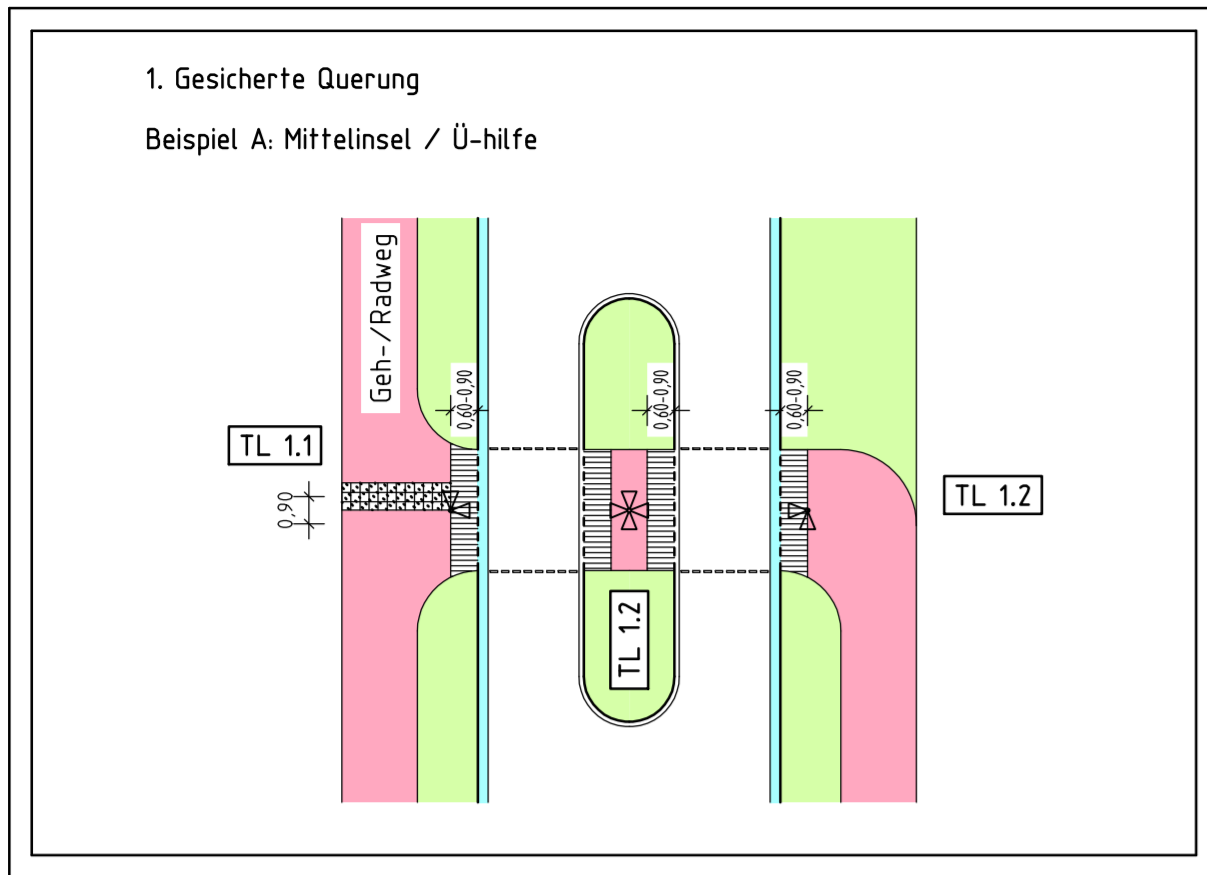 1. Gesicherte Querung
Beispiel A: Mittelinsel / Ü-hilfe
Geh-/Radweg
0,60-0,90
0,60-0,90
0,60-0,90
TL 1.1
0,90
TL 1.2
TL 1.2